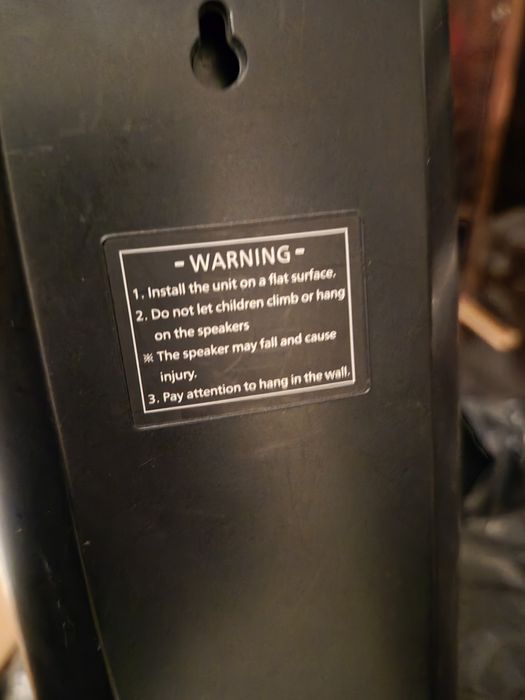 - WARNING -
1. Install the unit on a flat surface.
2. Do not let children climb or hang
on the speakers
※ The speaker may fall and cause
injury.
3. Pay attention to hang in the wall.